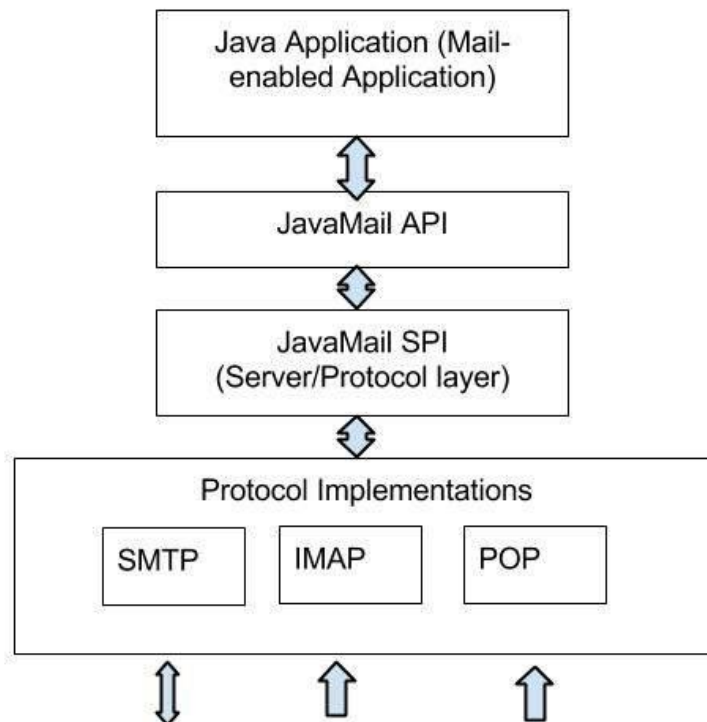 Java Application (Mail-
enabled Application)
JavaMail API
JavaMail SPI
(Server/Protocol layer)
Protocol Implementations
SMTP
IMAP
POP